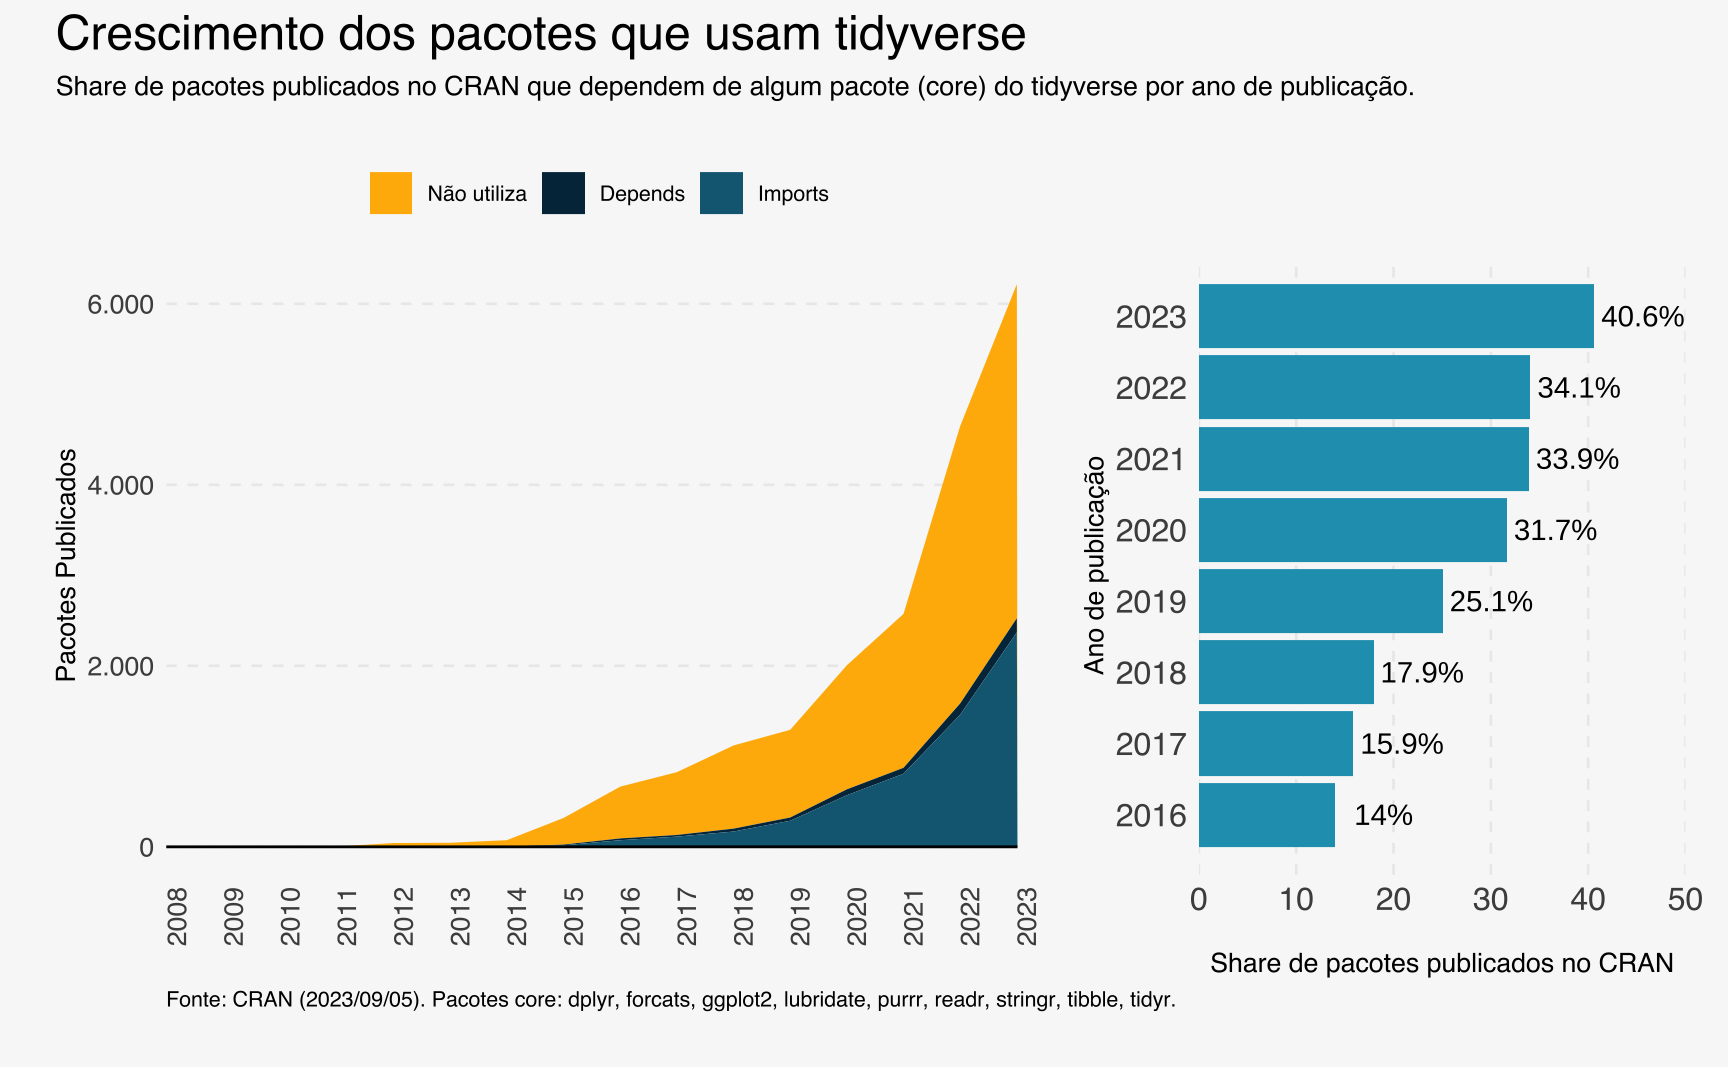 Crescimento dos pacotes que usam tidyverse
Share de pacotes publicados no CRAN que dependem de algum pacote (core) do tidyverse por ano de publicação.
Não utiliza
Depends
Imports
Pacotes Publicados
6.000
4.000
2.000
0
2008
2009
2010
2011
2012
2013
2014
2015
2016
2017
2018
2019
2020
2021
2022
2023
Ano de publicação
2023 40.6%
2022 34.1%
2021 33.9%
2020 31.7%
2019 25.1%
2018 17.9%
2017 15.9%
2016 14%
0 10 20 30 40 50
Share de pacotes publicados no CRAN
Fonte: CRAN (2023/09/05). Pacotes core: dplyr, forcats, ggplot2, lubridate, purrr, readr, stringr, tibble, tidyr.